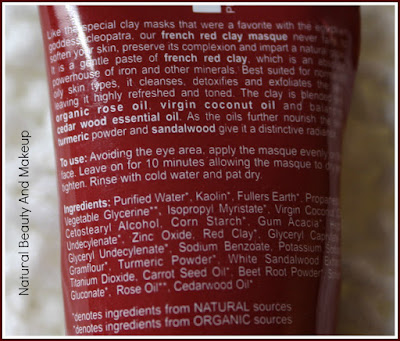 P
Like the special clay masks that were a favorite with the
goddess cleopatra, our french red clay masque never
soften your skin, preserve its complexion and impart a natural
It is a gentle paste of french red clay, which is an
powerhouse of iron and other minerals. Best suited for
oily skin types, it cleanses, detoxifies and exfoliates the
leaving it highly refreshed and toned. The clay is blended
organic rose oil, virgin coconut oil and
cedar wood essential oil. As the oils further nourish the
turmeric powder and sandalwood give it a distinctive
To use: Avoiding the eye area, apply the masque evenly
face. Leave on for 10 minutes allowing the masque to dry
tighten. Rinse with cold water and pat dry.
Ingredients: Purified Water*, Kaolin*, Fullers Earth*,
Vegetable Glycerine**, Isopropyl Myristate*, Virgin Coconut
Cetostearyl Alcohol, Corn Starch*, Gum Acacia*,
Undecylenate*, Zinc Oxide, Red Clay*, Glyceryl
Glyceryl Undecylenate*, Sodium Benzoate, Potassium
Gramflour*, Turmeric Powder*, White Sandalwood
Titanium Dioxide, Carrot Seed Oil*, Beet Root Powder*,
Gluconate*, Rose Oil**, Cedarwood Oil*
*denotes ingredients from NATURAL sources
*denotes ingredients from ORGANIC sources
Natural Beauty And Makeup